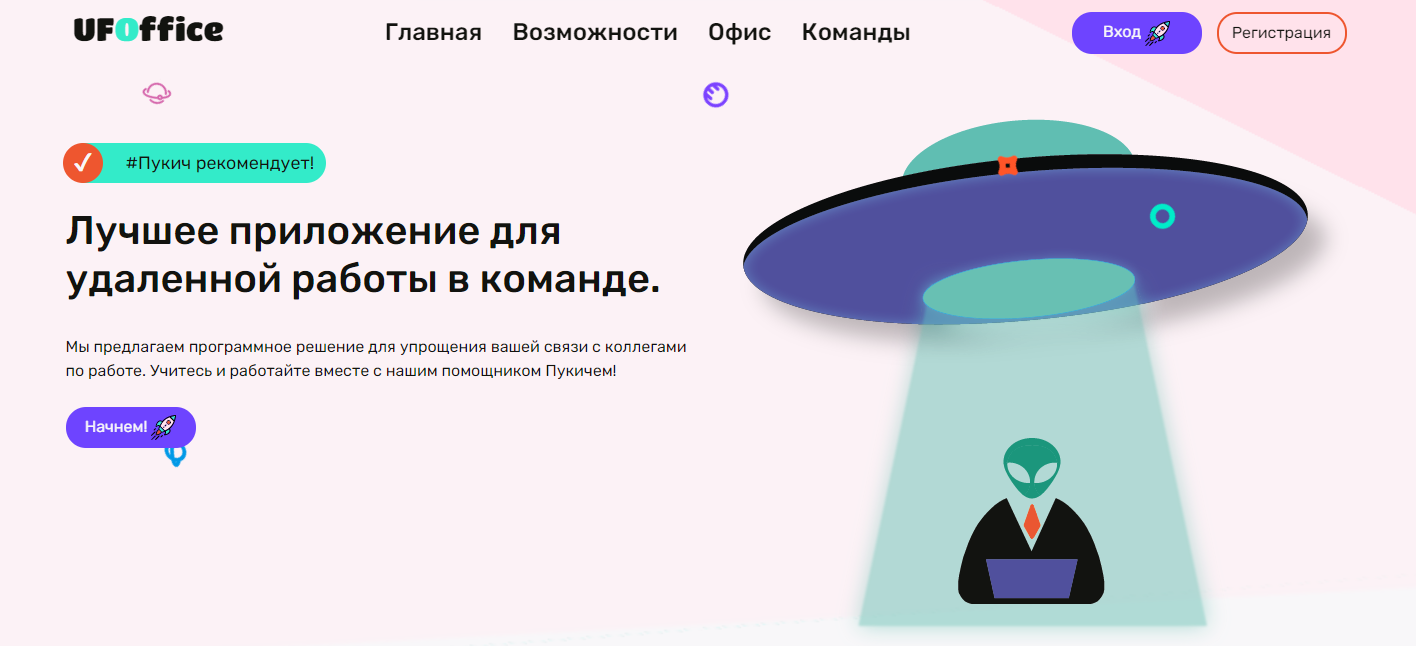 UFOffice
Главная Возможности Офис Команды
Вход
Регистрация
#Пукич рекомендует!
Лучшее приложение для
удаленной работы в команде.
Мы предлагаем программное решение для упрощения вашей связи с коллегами
по работе. Учитесь и работайте вместе с нашим помощником Пукичем!
Начнем!